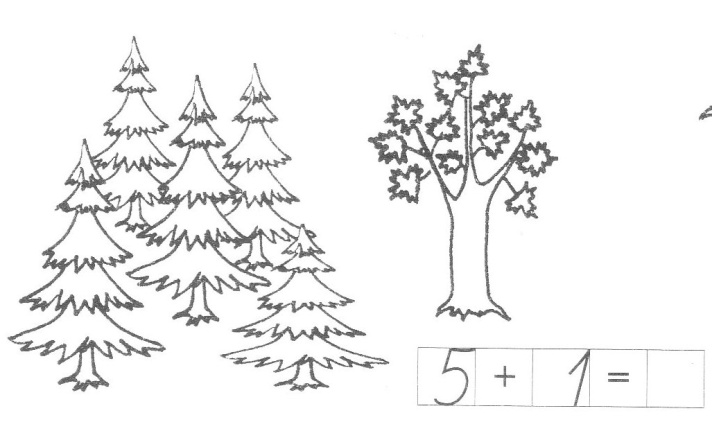 5 + 1 =